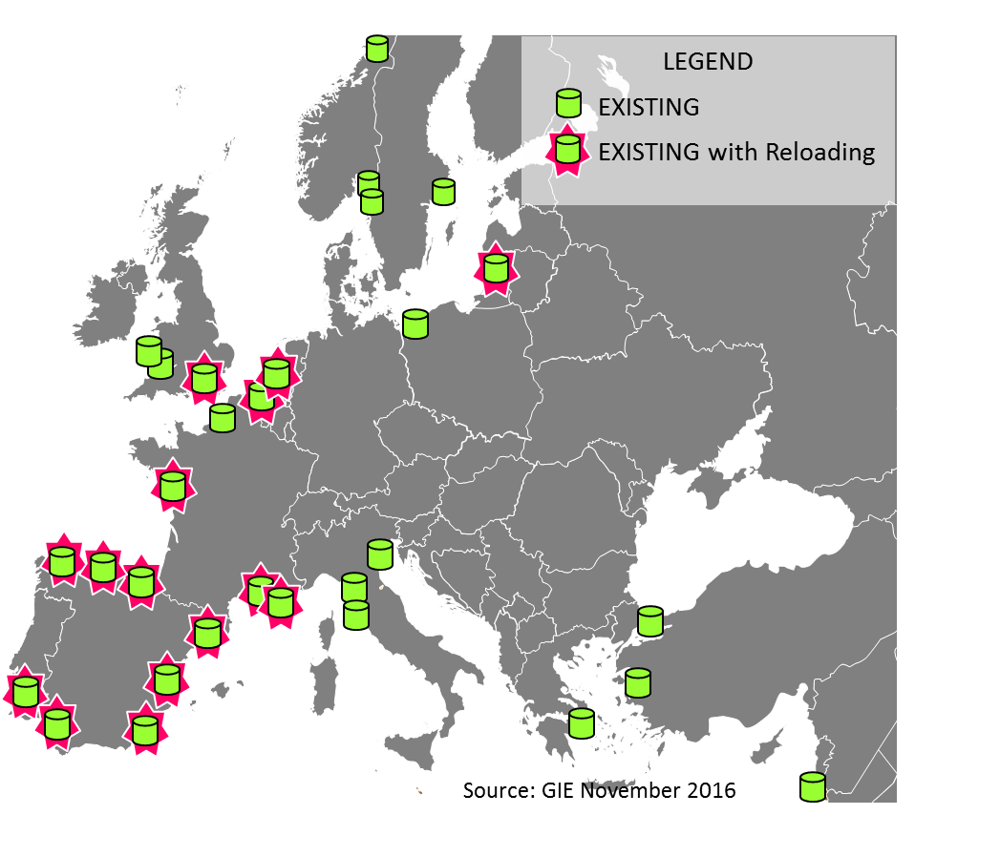 LEGEND
EXISTING
EXISTING with Reloading
Source: GIE November 2016